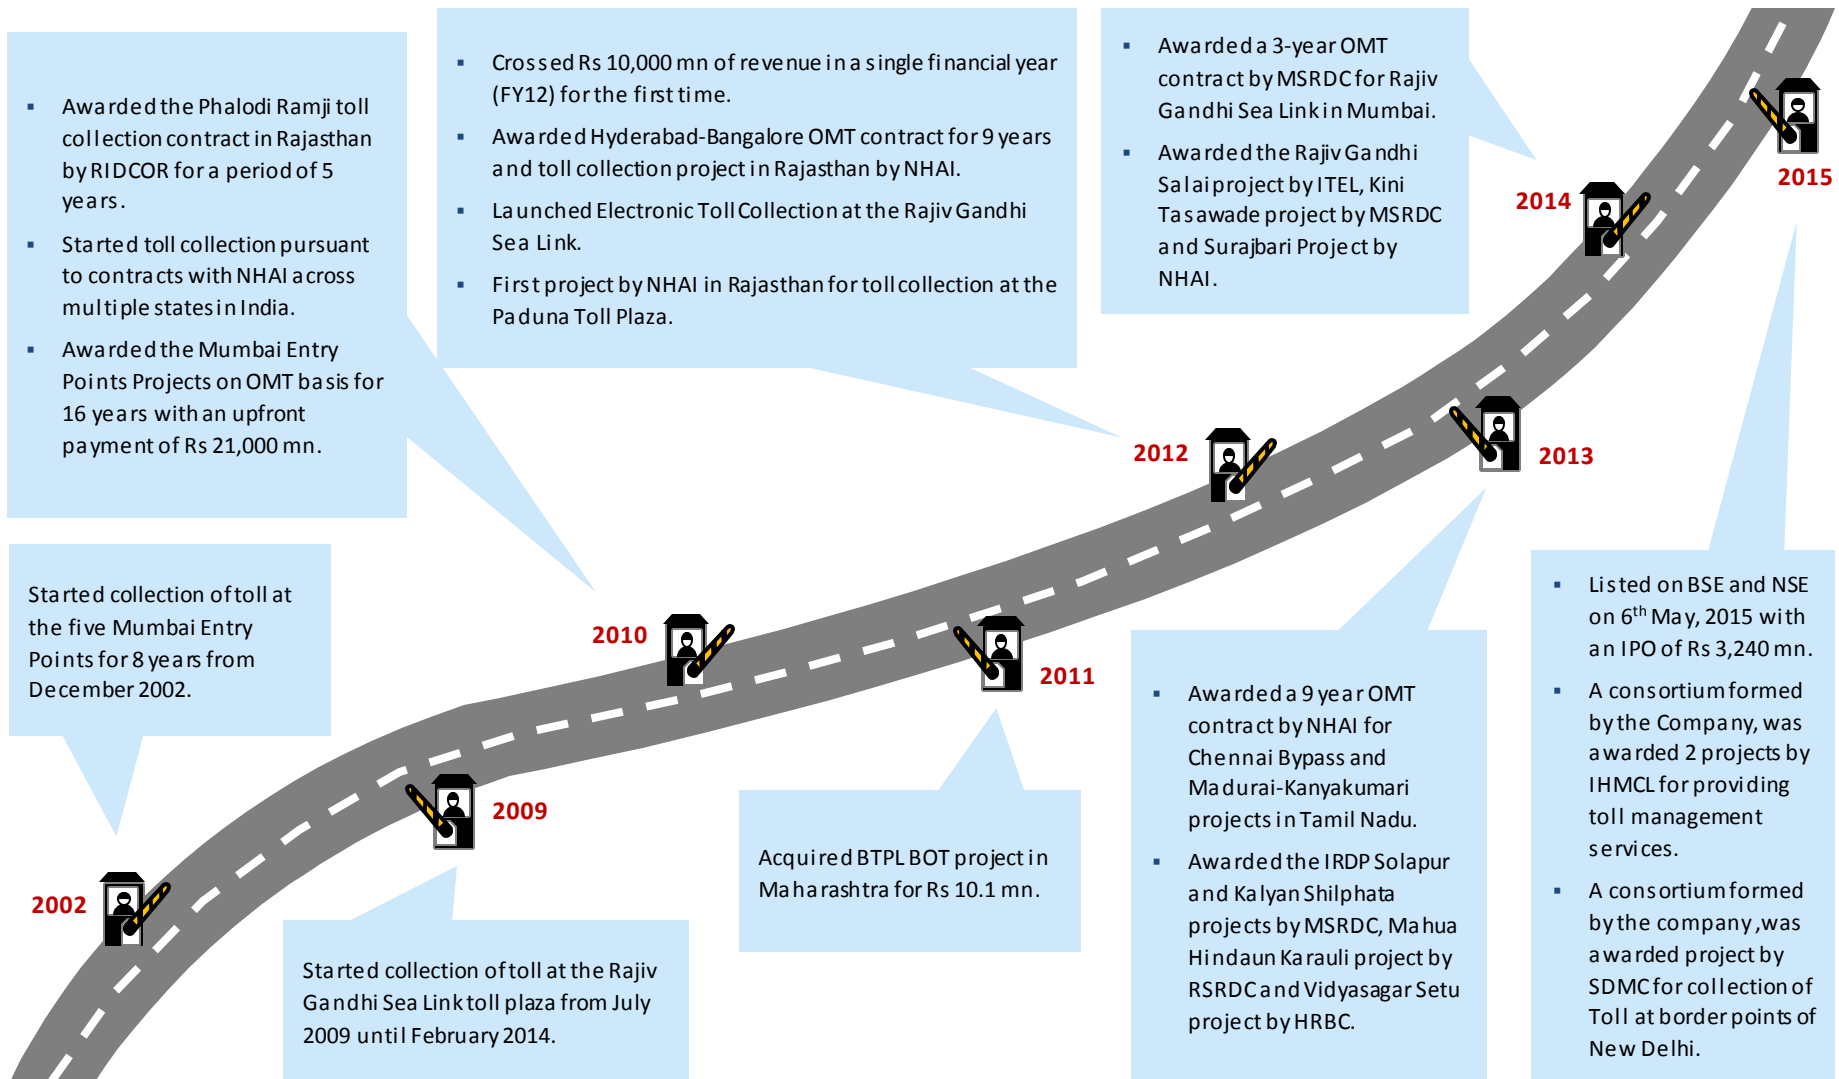 ▪ Awarded the Phalodi Ramji toll
collection contract in Rajasthan
by RIDCOR for a period of 5
years.
▪ Started toll collection pursuant
to contracts with NHAI across
multiple states in India.
▪ Awarded the Mumbai Entry
Points Projects on OMT basis for
16 years with an upfront
payment of Rs 21,000 mn.
▪ Crossed Rs 10,000 mn of revenue in a single financial year
(FY12) for the first time.
▪ Awarded Hyderabad-Bangalore OMT contract for 9 years
and toll collection project in Rajasthan by NHAI.
▪ Launched Electronic Toll Collection at the Rajiv Gandhi
Sea Link.
▪ First project by NHAI in Rajasthan for toll collection at the
Paduna Toll Plaza.
▪ Awarded a 3-year OMT
contract by MSRDC for Rajiv
Gandhi Sea Link in Mumbai.
▪ Awarded the Rajiv Gandhi
Salai project by ITEL, Kini
Tasawade project by MSRDC
and Surajbari Project by
NHAI.
2015
2014
2012
2013
Started collection of toll at
the five Mumbai Entry
Points for 8 years from
December 2002.
2010
2011
2009
2002
Started collection of toll at the Rajiv
Gandhi Sea Link toll plaza from July
2009 until February 2014.
Acquired BTPL BOT project in
Maharashtra for Rs 10.1 mn.
▪ Awarded a 9 year OMT
contract by NHAI for
Chennai Bypass and
Madurai-Kanyakumari
projects in Tamil Nadu.
▪ Awarded the IRDP Solapur
and Kalyan Shilphata
projects by MSRDC, Mahua
Hindaun Karauli project by
RSRDC and Vidyasagar Setu
project by HRBC.
▪ Listed on BSE and NSE
on 6th May, 2015 with
an IPO of Rs 3,240 mn.
▪ A consortium formed
by the Company, was
awarded 2 projects by
IHMCL for providing
toll management
services.
▪ A consortium formed
by the company ,was
awarded project by
SDMC for collection of
Toll at border points of
New Delhi.